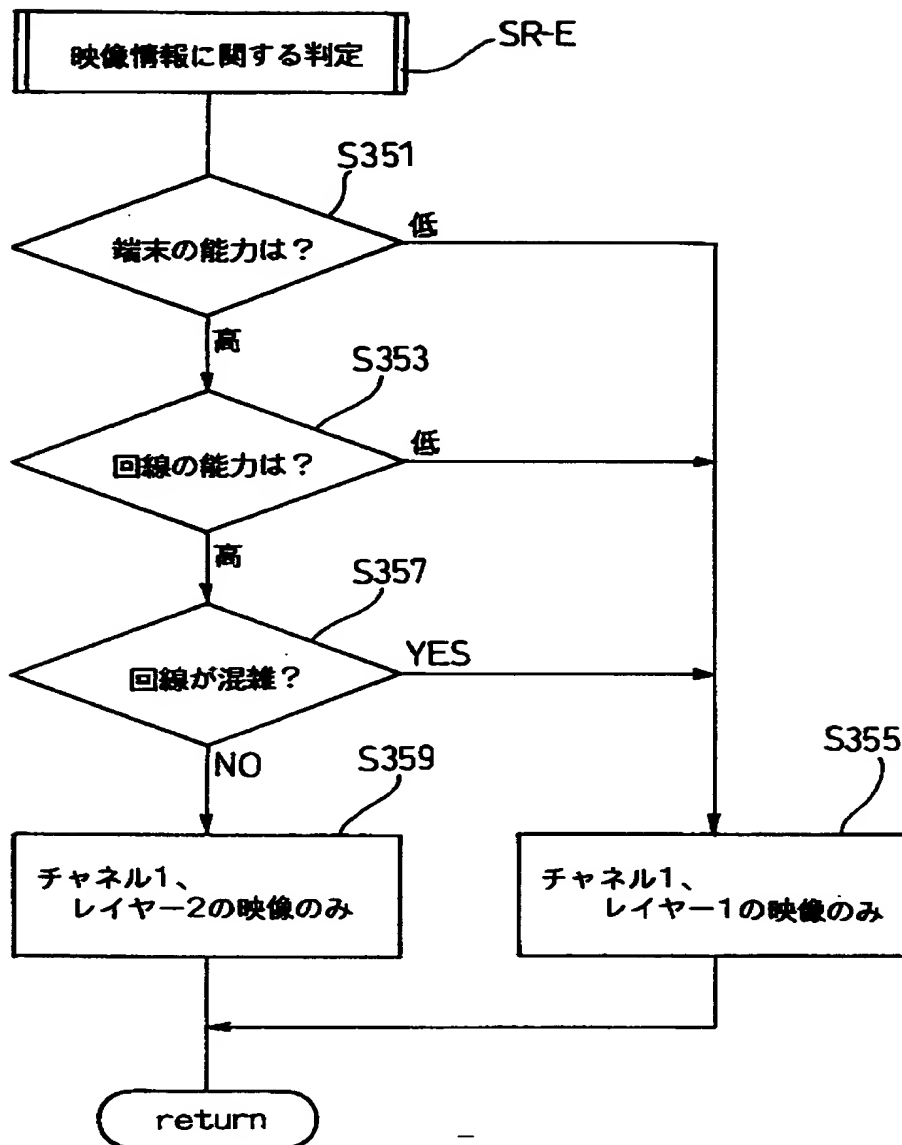 映像情報に関する判定
SR-E
S351
端末の能力は？
低
高
S353
回線の能力は？
低
高
S357
回線が混雑？
YES
NO
S359
チャネル1、
レイヤー2の映像のみ
S355
チャネル1、
レイヤー1の映像のみ
return